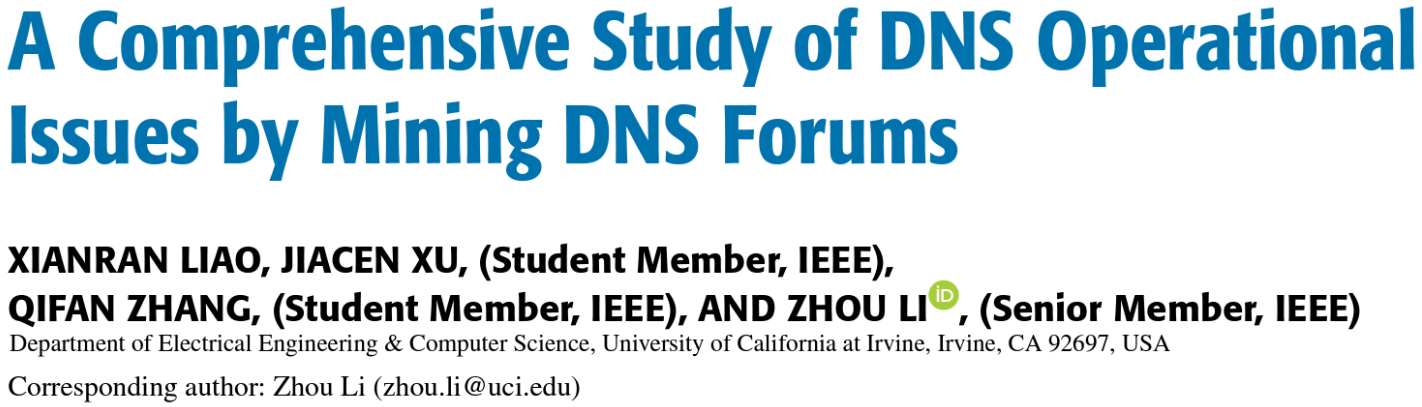 A Comprehensive Study of DNS Operational
Issues by Mining DNS Forums
XIANRAN LIAO, JIACEN XU, (Student Member, IEEE),
QIFAN ZHANG, (Student Member, IEEE), AND ZHOU LI iD, (Senior Member, IEEE)
Department of Electrical Engineering & Computer Science, University of California at Irvine, Irvine, CA 92697, USA
Corresponding author: Zhou Li (zhou.li@uci.edu)